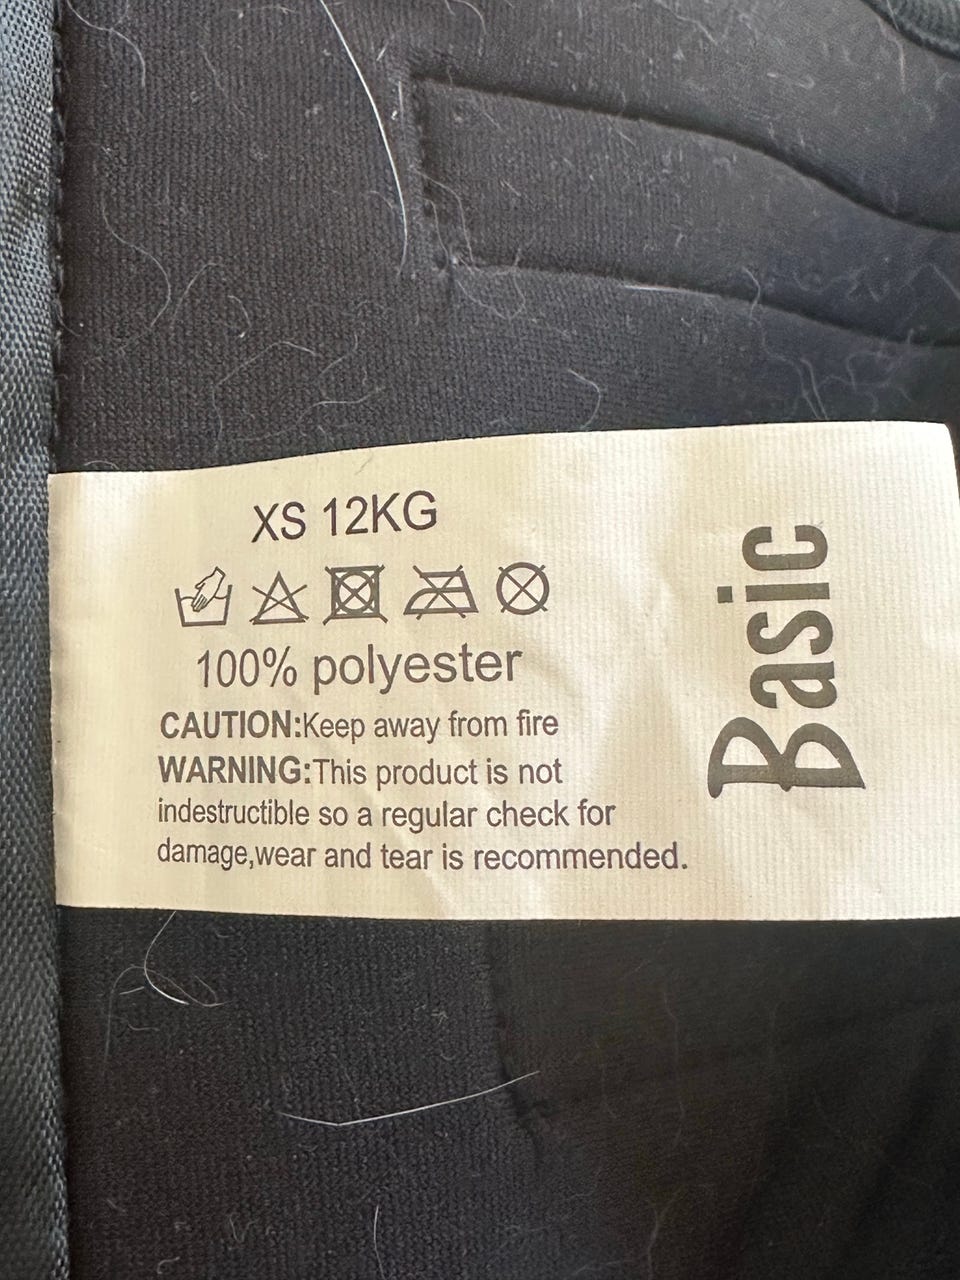 XS 12KG
100% polyester
CAUTION:Keep away from fire
WARNING:This product is not
indestructible so a regular check for
damage,wear and tear is recommended.
Basic